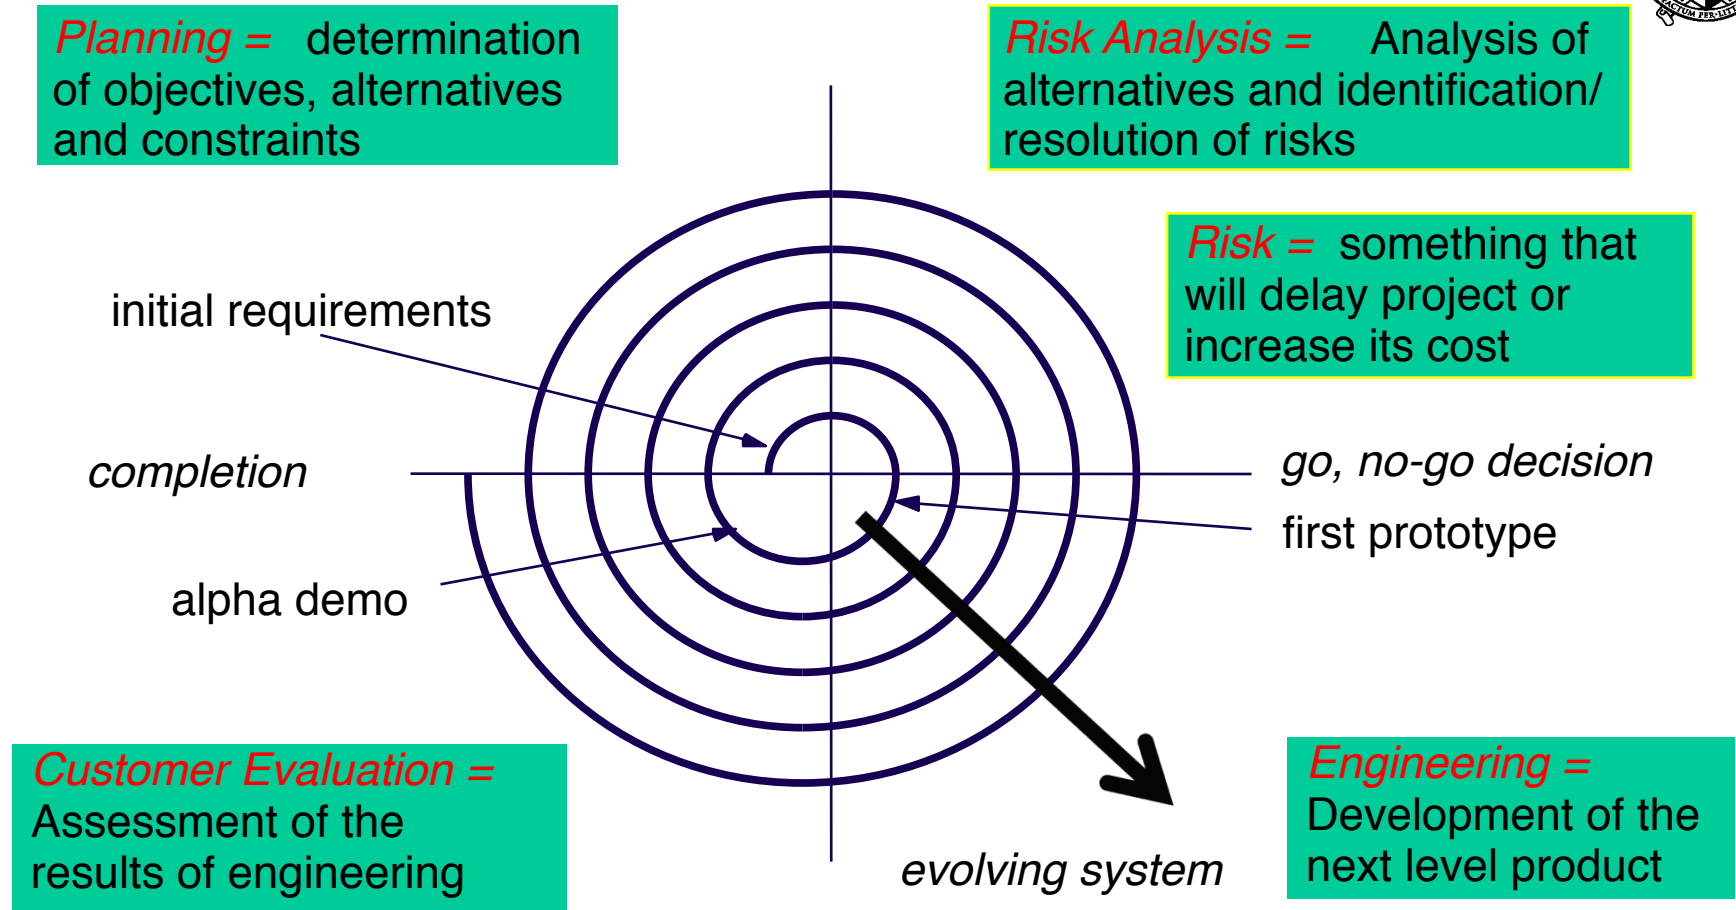 Planning = determination
of objectives, alternatives
and constraints
Risk Analysis = Analysis of
alternatives and identification/
resolution of risks
Risk = something that
will delay project or
increase its cost
initial requirements
completion
go, no-go decision
first prototype
alpha demo
Customer Evaluation =
Assessment of the
results of engineering
evolving system
Engineering =
Development of the
next level product